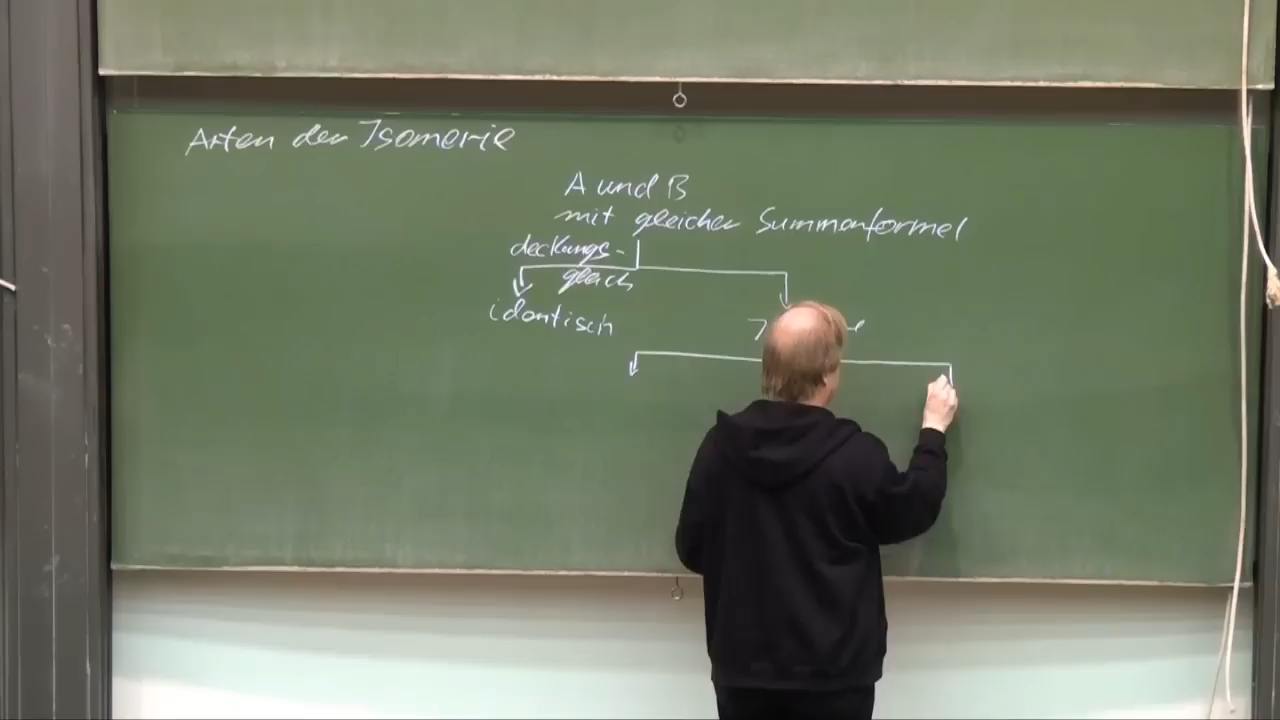 Arten der Isomerie
A und B
mit gleicher Summenformel
deckungs-
gleich
identisch